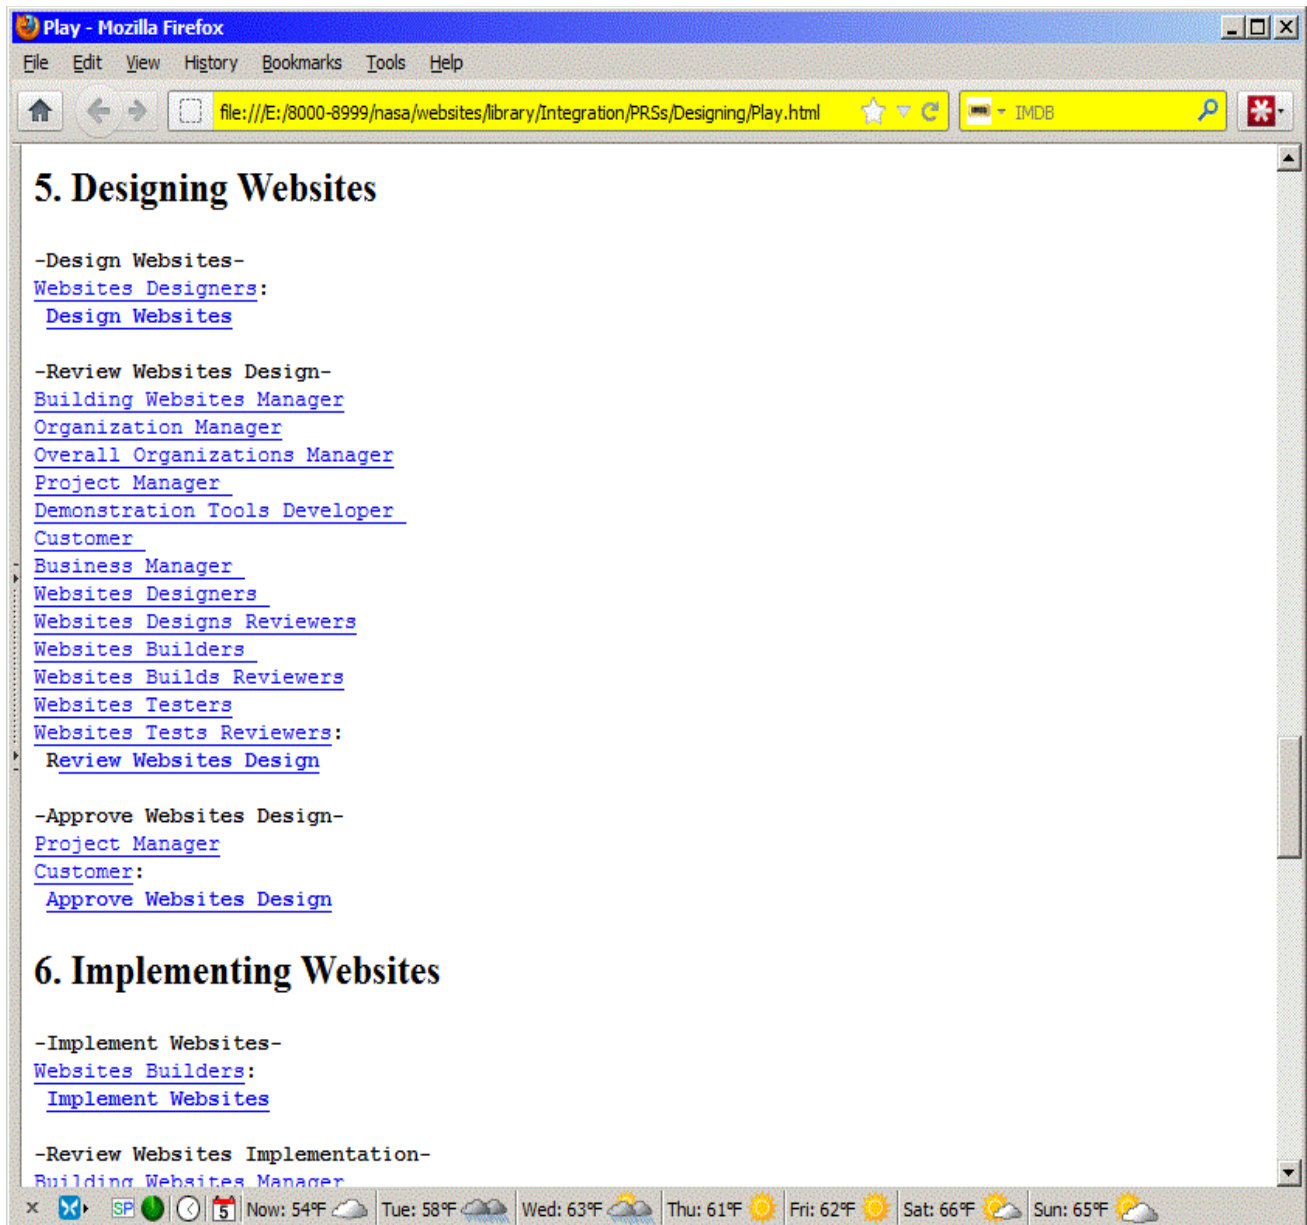 Play - Mozilla Firefox
File Edit View History Bookmarks Tools Help
file:///E:/8000-8999/nasa/websites/library/Integration/PRSs/Designing/Play.html IMDB
5. Designing Websites
-Design Websites-
Websites Designers:
Design Websites
-Review Websites Design-
Building Websites Manager
Organization Manager
Overall Organizations Manager
Project Manager
Demonstration Tools Developer
Customer
Business Manager
Websites Designers
Websites Designs Reviewers
Websites Builders
Websites Builds Reviewers
Websites Testers
Websites Tests Reviewers:
Review Websites Design
-Approve Websites Design-
Project Manager
Customer:
Approve Websites Design
6. Implementing Websites
-Implement Websites-
Websites Builders:
Implement Websites
-Review Websites Implementation-
Building Websites Manager
SP 5 Now: 54°F Tue: 58°F Wed: 63°F Thu: 61°F Fri: 62°F Sat: 66°F Sun: 65°F